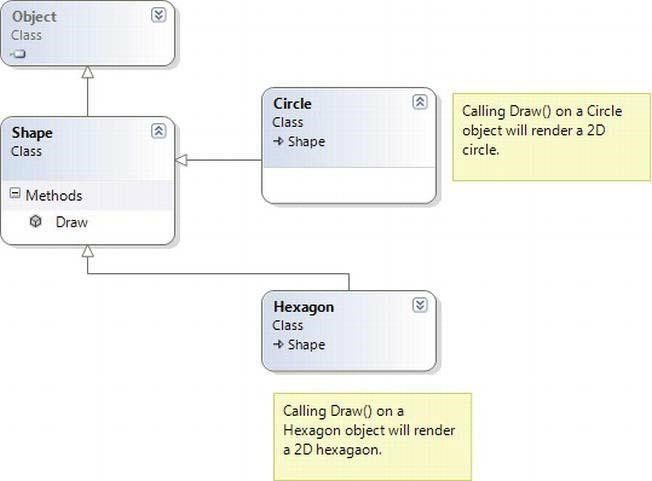 Object
Class
Shape
Class
Methods
Draw
Circle
Class
Shape
Calling Draw() on a Circle
object will render a 2D
circle.
Hexagon
Class
Shape
Calling Draw() on a
Hexagon object will render
a 2D hexagaon.